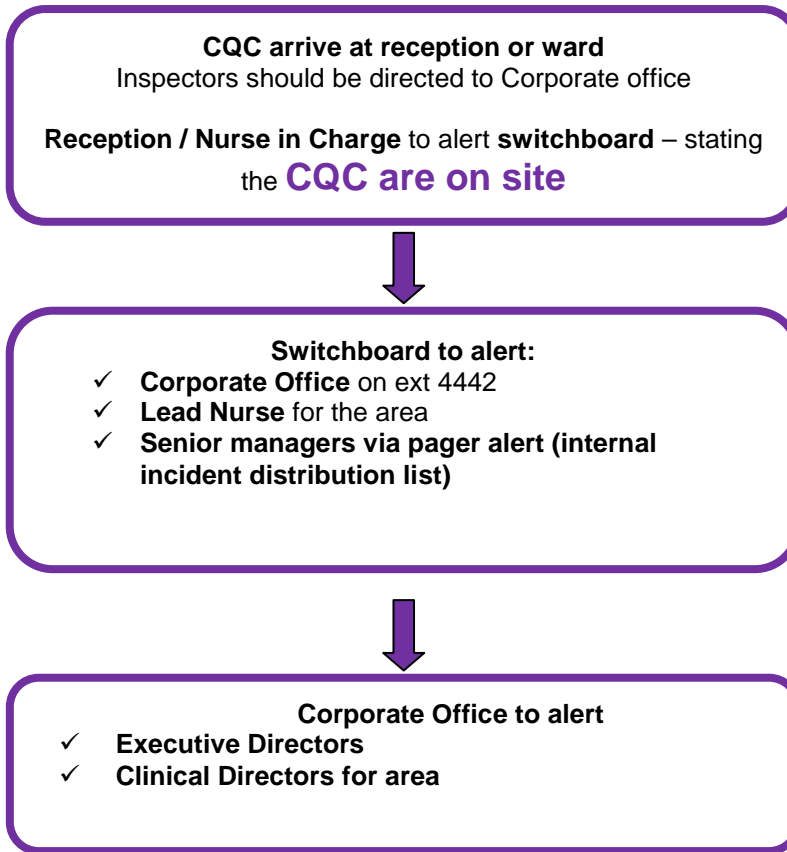 CQC arrive at reception or ward
Inspectors should be directed to Corporate office
Reception / Nurse in Charge to alert switchboard – stating
the CQC are on site
Switchboard to alert:
✓ Corporate Office on ext 4442
✓ Lead Nurse for the area
✓ Senior managers via pager alert (internal
incident distribution list)
Corporate Office to alert
✓ Executive Directors
✓ Clinical Directors for area